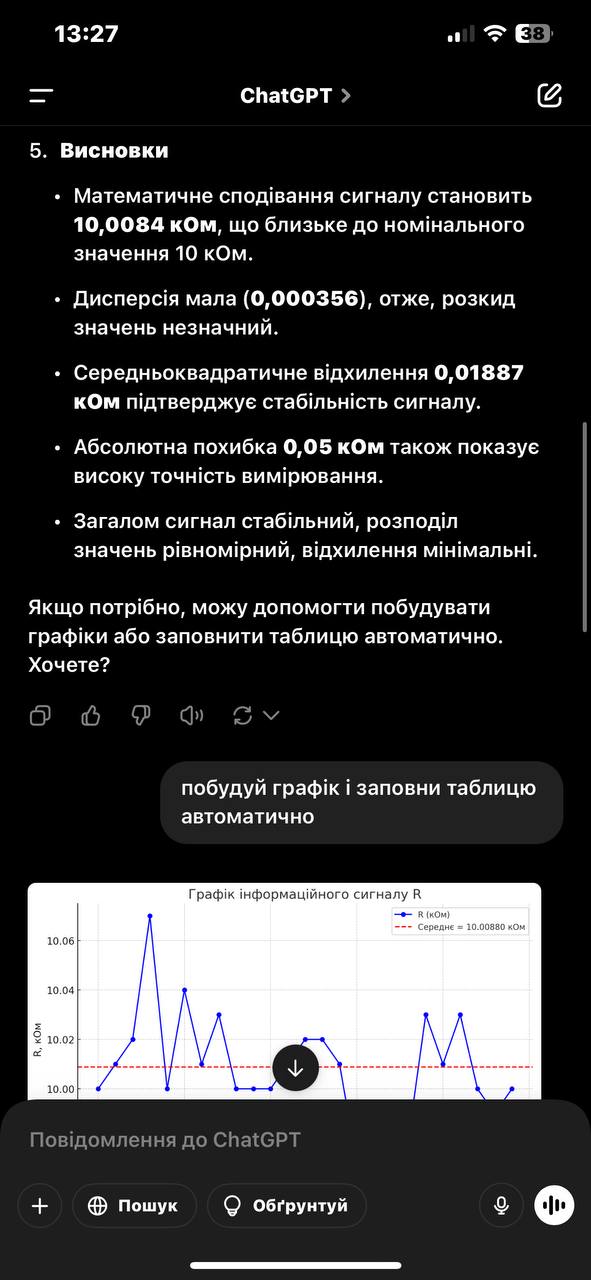 13:27
38
ChatGPT
5. Висновки
• Математичне сподівання сигналу становить
10,0084 кОм, що близьке до номінального
значення 10 кОм.
• Дисперсія мала (0,000356), отже, розкид
значень незначний.
• Середньоквадратичне відхилення 0,01887
кОм підтверджує стабільність сигналу.
• Абсолютна похибка 0,05 кОм також показує
високу точність вимірювання.
• Загалом сигнал стабільний, розподіл
значень рівномірний, відхилення мінімальні.
Якщо потрібно, можу допомогти побудувати
графіки або заповнити таблицю автоматично.
Хочете?
побудуй графік і заповни таблицю
автоматично
Графік інформаційного сигналу R
R (кОм)
Середнє = 10.00880 кОм
10.06
10.04
10.02
10.00
R, кОм
Повідомлення до ChatGPT
Пошук
Обґрунтуй